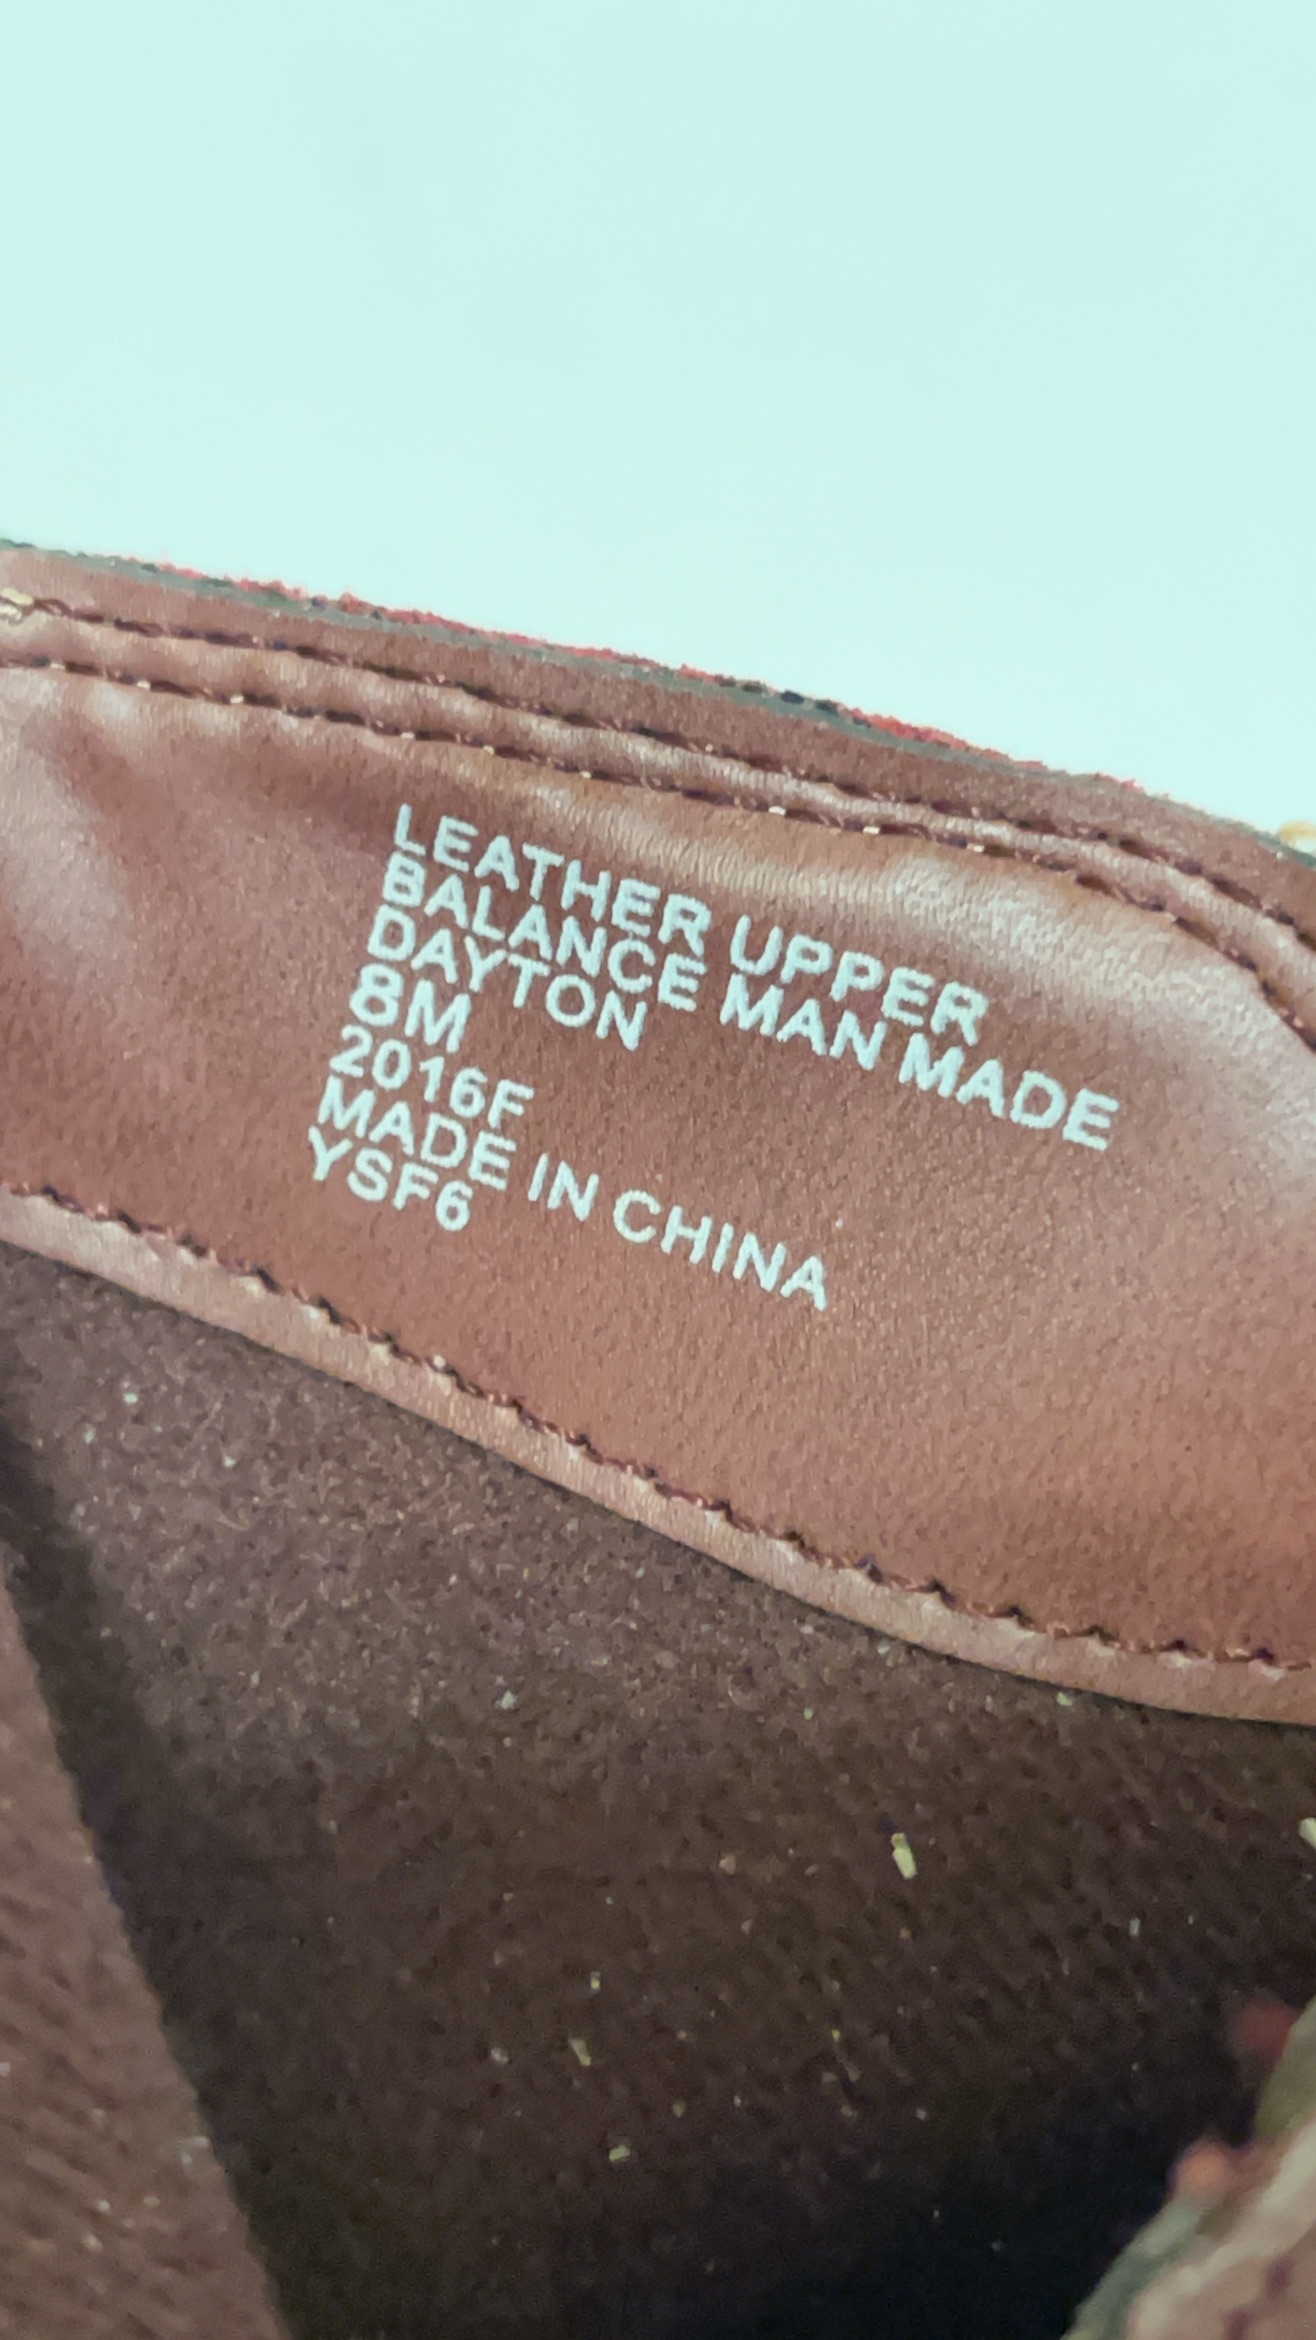 LEATHER UPPER
BALANCE MAN MADE
DAYTON
8M
2016F
MADE IN CHINA
YSF6